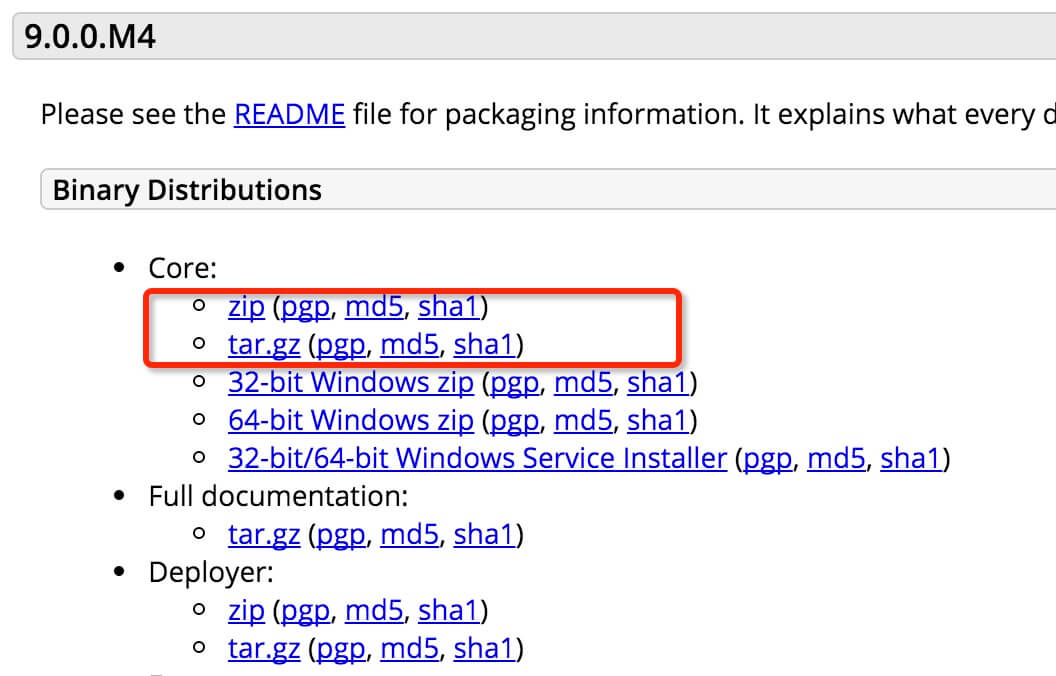 9.0.0.M4
Please see the README file for packaging information. It explains what every
Binary Distributions
Core:
zip (pgp, md5, sha1)
tar.gz (pgp, md5, sha1)
32-bit Windows zip (pgp, md5, sha1)
64-bit Windows zip (pgp, md5, sha1)
32-bit/64-bit Windows Service Installer (pgp, md5, sha1)
Full documentation:
tar.gz (pgp, md5, sha1)
Deployer:
zip (pgp, md5, sha1)
tar.gz (pgp, md5, sha1)